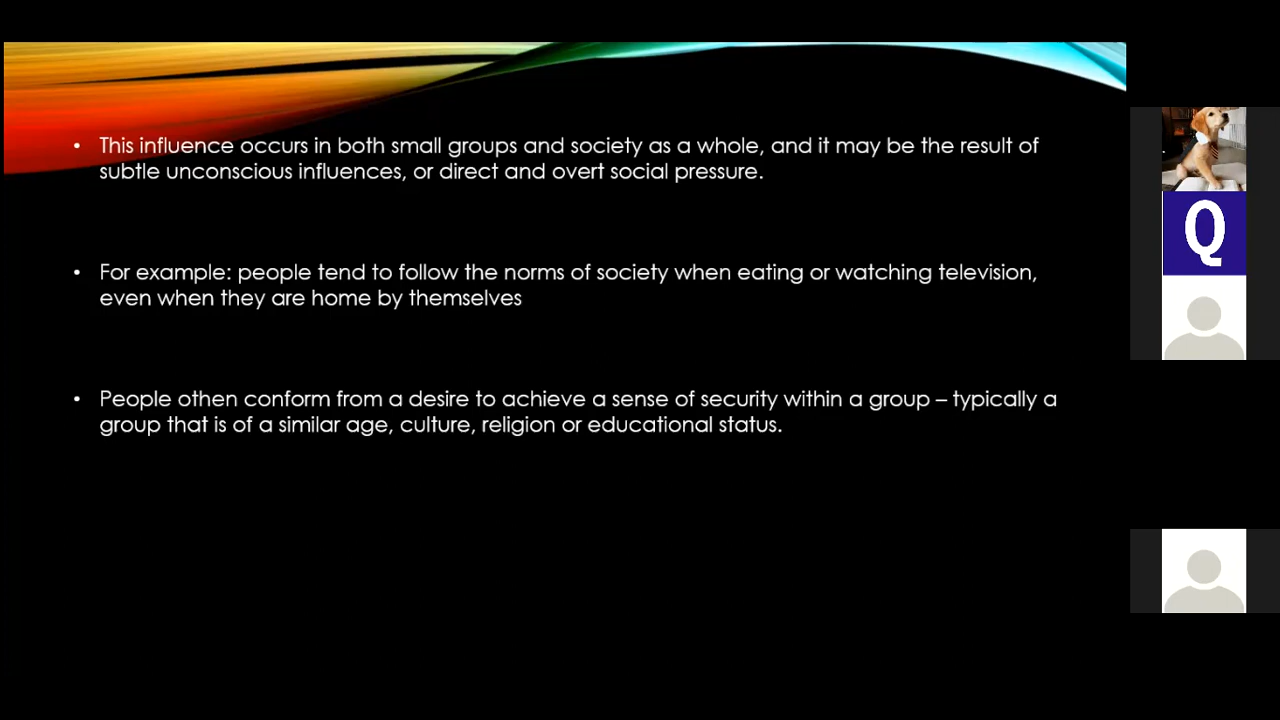 • This influence occurs in both small groups and society as a whole, and it may be the result of
subtle unconscious influences, or direct and overt social pressure.
• For example: people tend to follow the norms of society when eating or watching television,
even when they are home by themselves
• People othen conform from a desire to achieve a sense of security within a group – typically a
group that is of a similar age, culture, religion or educational status.
Q